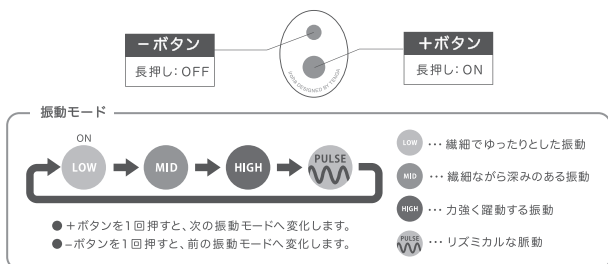 －ボタン
長押し：OFF
＋ボタン
長押し：ON
DESIGNED BY TENGA
振動モード
ON
LOW
MID
HIGH
PULSE
LOW … 繊細でゆったりとした振動
MID … 繊細ながら深みのある振動
HIGH … 力強く躍動する振動
PULSE … リズミカルな脈動
●＋ボタンを1回押すと、次の振動モードへ変化します。
●−ボタンを1回押すと、前の振動モードへ変化します。